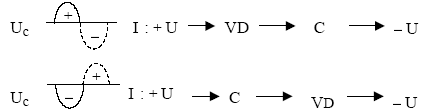 Uc + – I : + U → VD → C → – U
Uc – + I : + U → C → VD → – U